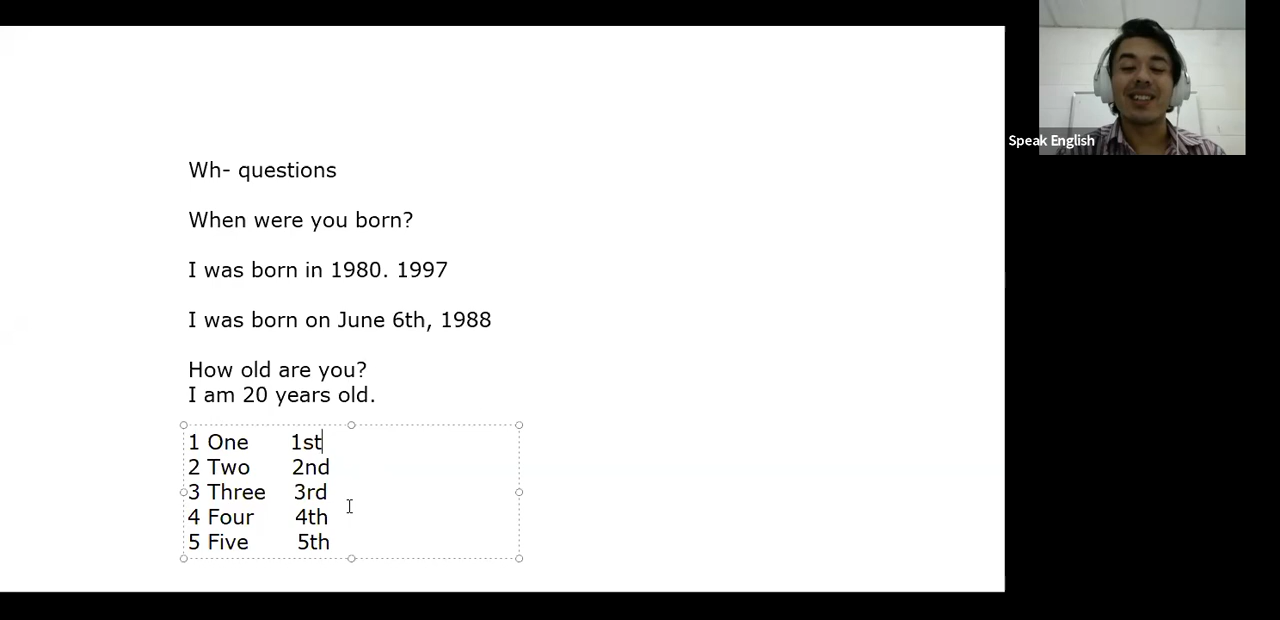 Wh- questions
When were you born?
I was born in 1980. 1997
I was born on June 6th, 1988
How old are you?
I am 20 years old.
1 One 1st
2 Two 2nd
3 Three 3rd
4 Four 4th
5 Five 5th
Speak English